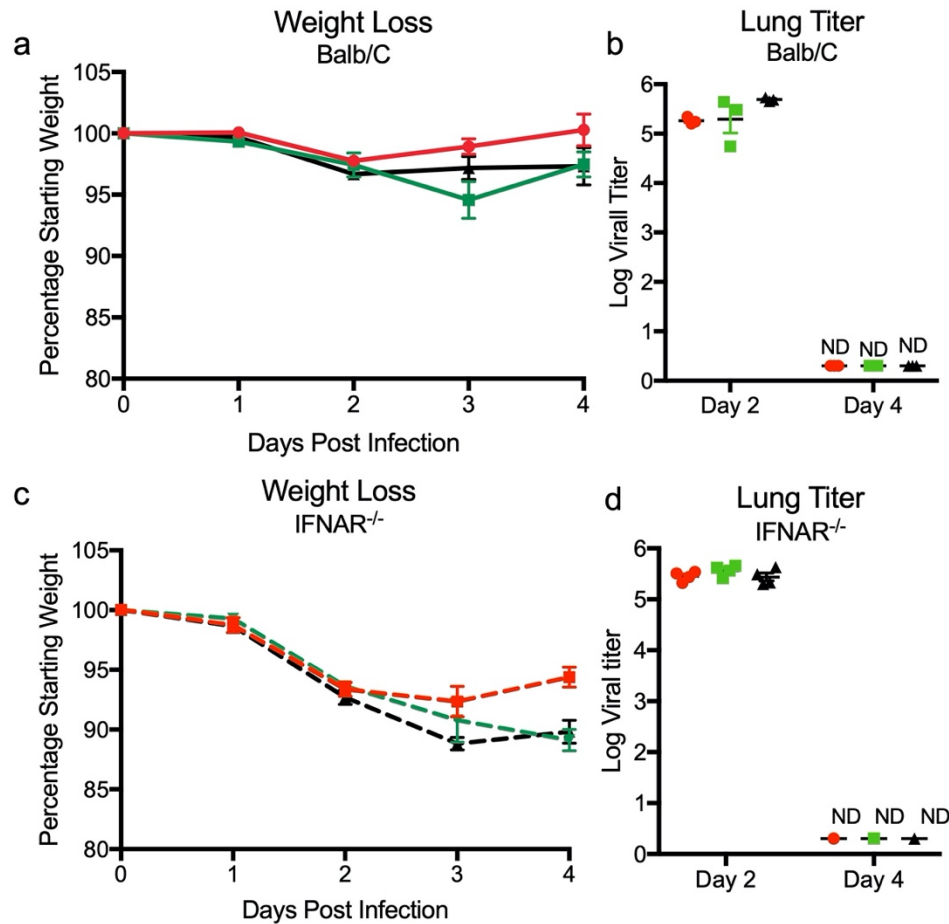 a
Weight Loss
Balb/C
Percentage Starting Weight
105
100
95
90
85
80
0 1 2 3 4
Days Post Infection
b
Lung Titer
Balb/C
Log Virall Titer
6
5
4
3
2
1
0
ND ND ND
Day 2 Day 4
c
Weight Loss
IFNAR-/-
Percentage Starting Weight
105
100
95
90
85
80
0 1 2 3 4
Days Post Infection
d
Lung Titer
IFNAR-/-
Log Viral titer
6
5
4
3
2
1
0
ND ND ND
Day 2 Day 4